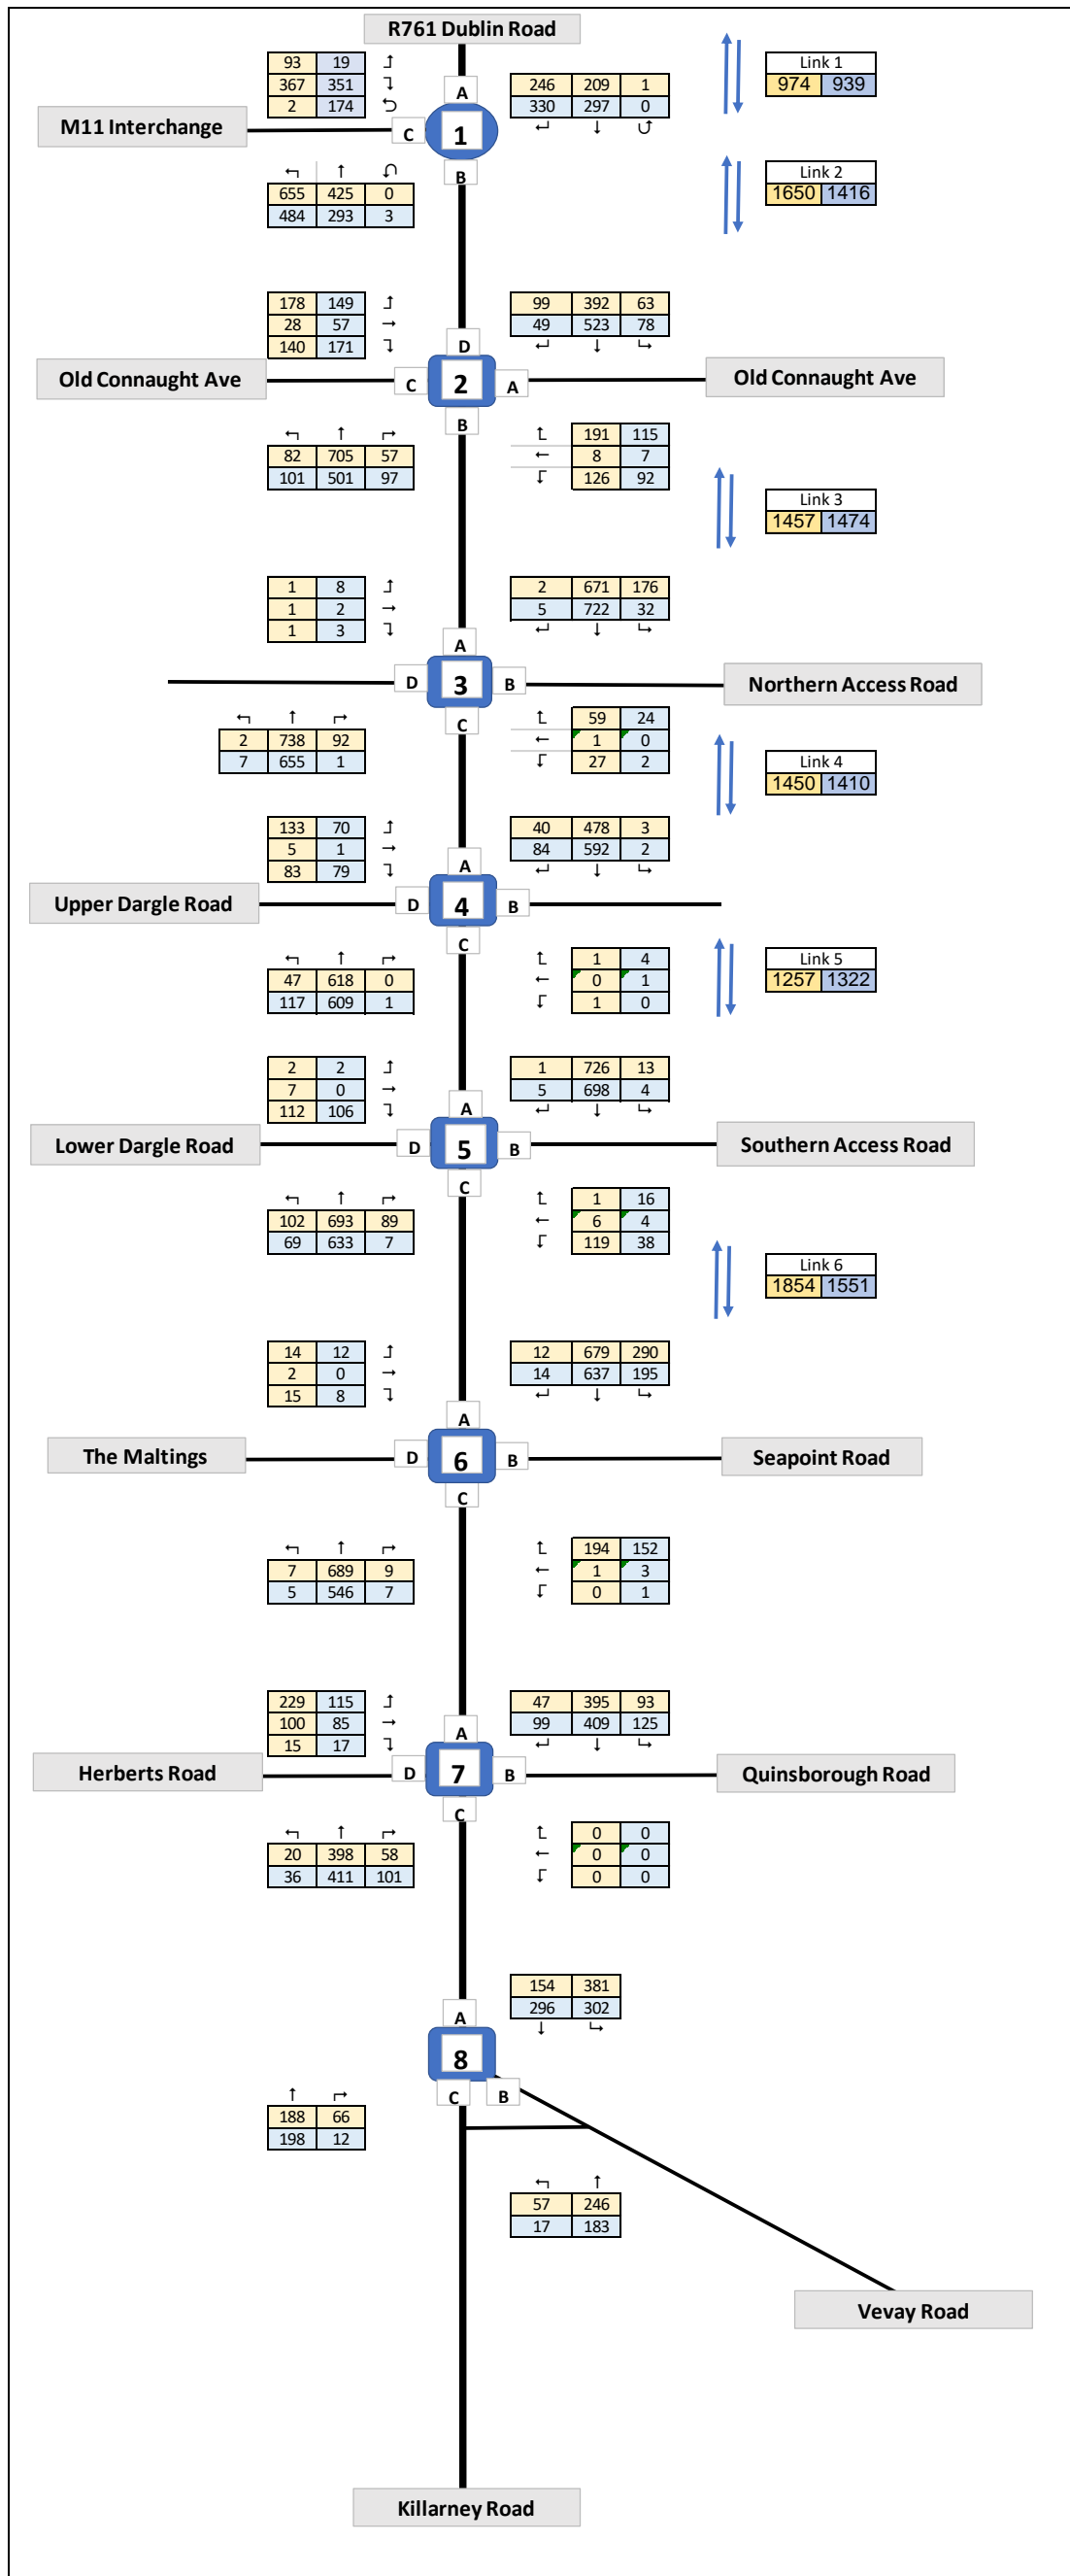 R761 Dublin Road
93 19 ↱
367 351 ↴
2 174 ⮌
A
246 209 1
330 297 0
↵ ↓ ⮍
Link 1
974 939
M11 Interchange
C
1
B
↰ ↑ ↶
655 425 0
484 293 3
Link 2
1650 1416
178 149 ↱
28 57 →
140 171 ↴
99 392 63
49 523 78
↵ ↓ ↳
D
Old Connaught Ave
C
2
A
Old Connaught Ave
B
↰ ↑ ↱
82 705 57
101 501 97
↰ 191 115
← 8 7
↲ 126 92
Link 3
1457 1474
1 8 ↱
1 2 →
1 3 ↴
2 671 176
5 722 32
↵ ↓ ↳
A
D
3
B
Northern Access Road
C
↰ ↑ ↱
2 738 92
7 655 1
↰ 59 24
← 1 0
↲ 27 2
Link 4
1450 1410
133 70 ↱
5 1 →
83 79 ↴
40 478 3
84 592 2
↵ ↓ ↳
A
Upper Dargle Road
D
4
B
C
↰ ↑ ↱
47 618 0
117 609 1
↰ 1 4
← 0 1
↲ 1 0
Link 5
1257 1322
2 2 ↱
7 0 →
112 106 ↴
1 726 13
5 698 4
↵ ↓ ↳
A
Lower Dargle Road
D
5
B
Southern Access Road
C
↰ ↑ ↱
102 693 89
69 633 7
↰ 1 16
← 6 4
↲ 119 38
Link 6
1854 1551
14 12 ↱
2 0 →
15 8 ↴
12 679 290
14 637 195
↵ ↓ ↳
A
The Maltings
D
6
B
Seapoint Road
C
↰ ↑ ↱
7 689 9
5 546 7
↰ 194 152
← 1 3
↲ 0 1
229 115 ↱
100 85 →
15 17 ↴
47 395 93
99 409 125
↵ ↓ ↳
A
Herberts Road
D
7
B
Quinsborough Road
C
↰ ↑ ↱
20 398 58
36 411 101
↰ 0 0
← 0 0
↲ 0 0
154 381
296 302
↓ ↳
A
8
C
B
↑ ↱
188 66
198 12
↰ ↑
57 246
17 183
Vevay Road
Killarney Road